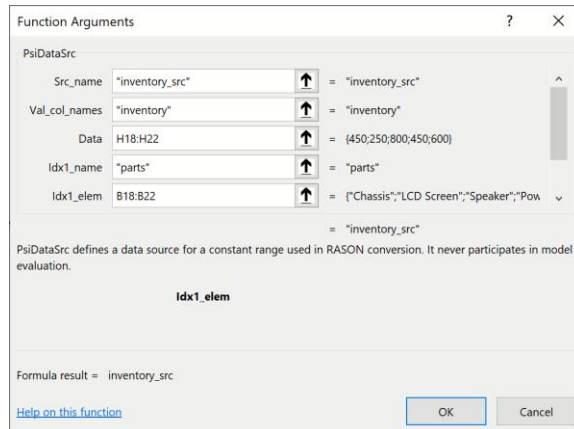 Function Arguments ? ×
PsiDataSrc
Src_name "inventory_src" = "inventory_src"
Val_col_names "inventory" = "inventory"
Data H18:H22 = {450;250;800;450;600}
Idx1_name "parts" = "parts"
Idx1_elem B18:B22 = {"Chassis";"LCD Screen";"Speaker";"Pow
= "inventory_src"
PsiDataSrc defines a data source for a constant range used in RASON conversion. It never participates in model
evaluation.
Idx1_elem
Formula result = inventory_src
Help on this function OK Cancel